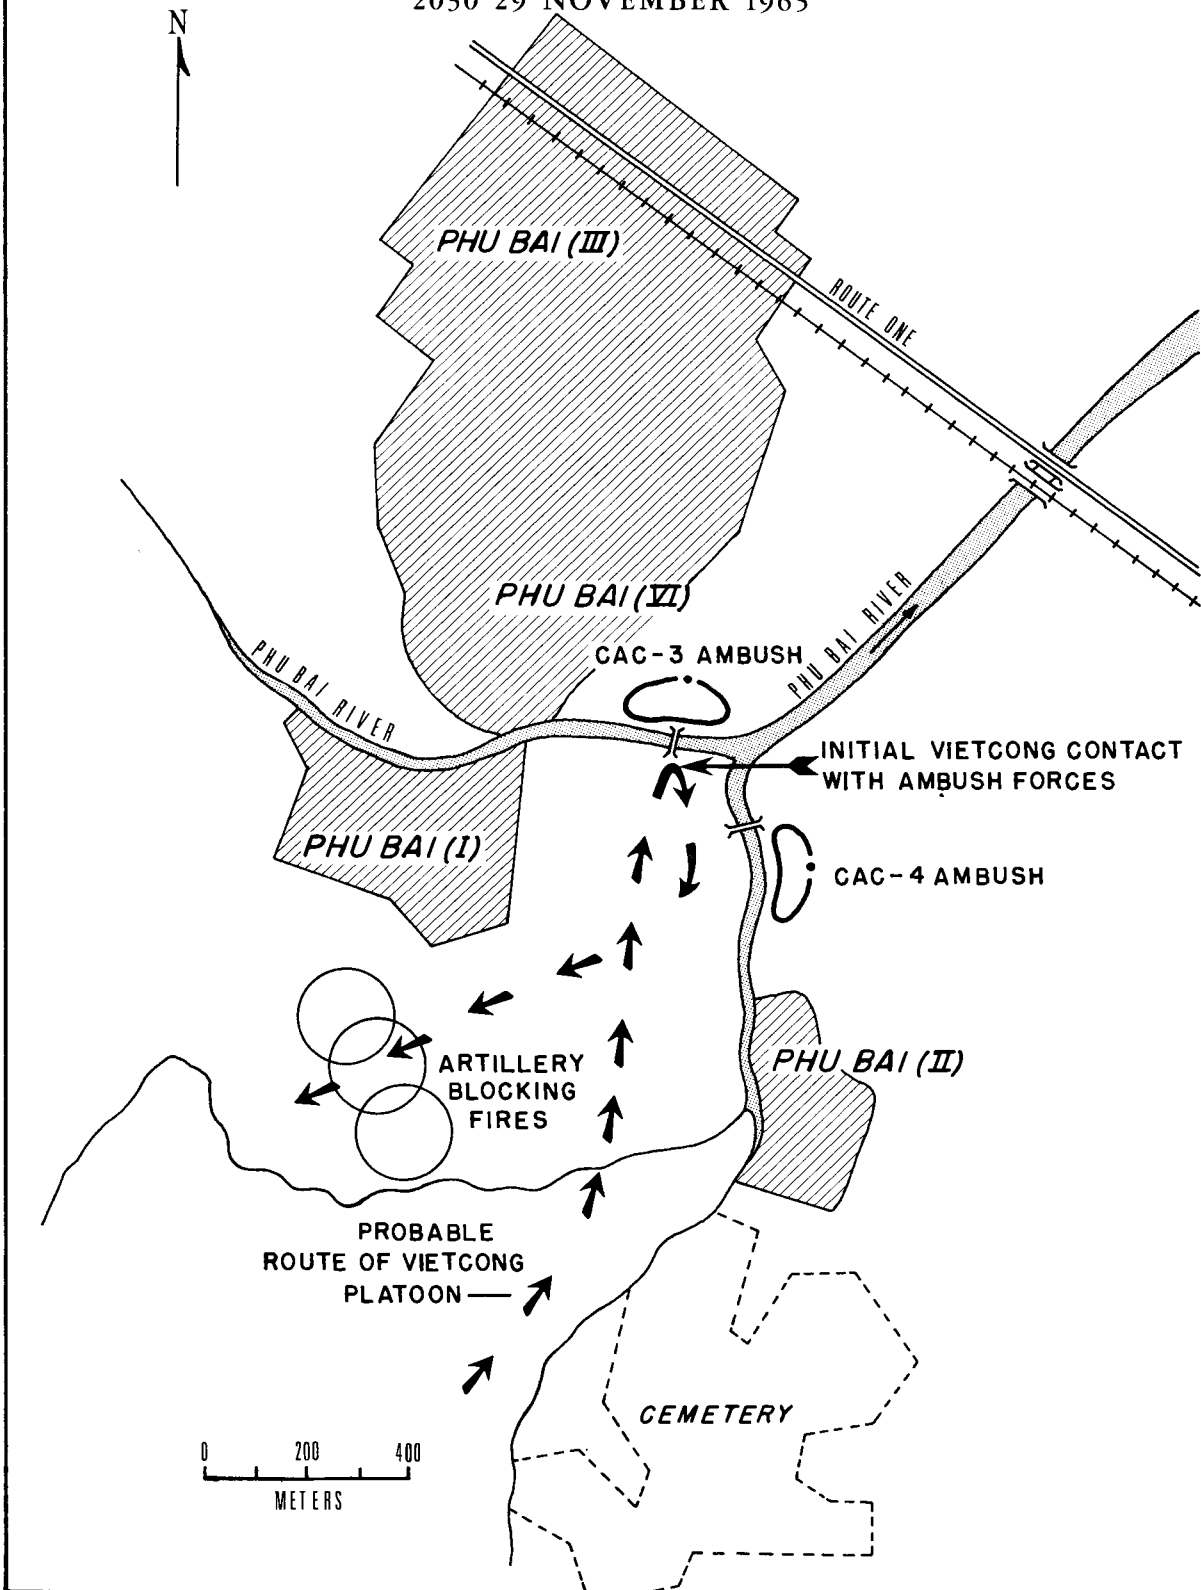 2030 29 NOVEMBER 1965
N
PHU BAI (III)
ROUTE ONE
PHU BAI (VI)
PHU BAI RIVER
CAC-3 AMBUSH
PHU BAI RIVER
INITIAL VIETCONG CONTACT
WITH AMBUSH FORCES
PHU BAI (I)
CAC-4 AMBUSH
ARTILLERY
BLOCKING
FIRES
PHU BAI (II)
PROBABLE
ROUTE OF VIETCONG
PLATOON
CEMETERY
0 200 400
METERS